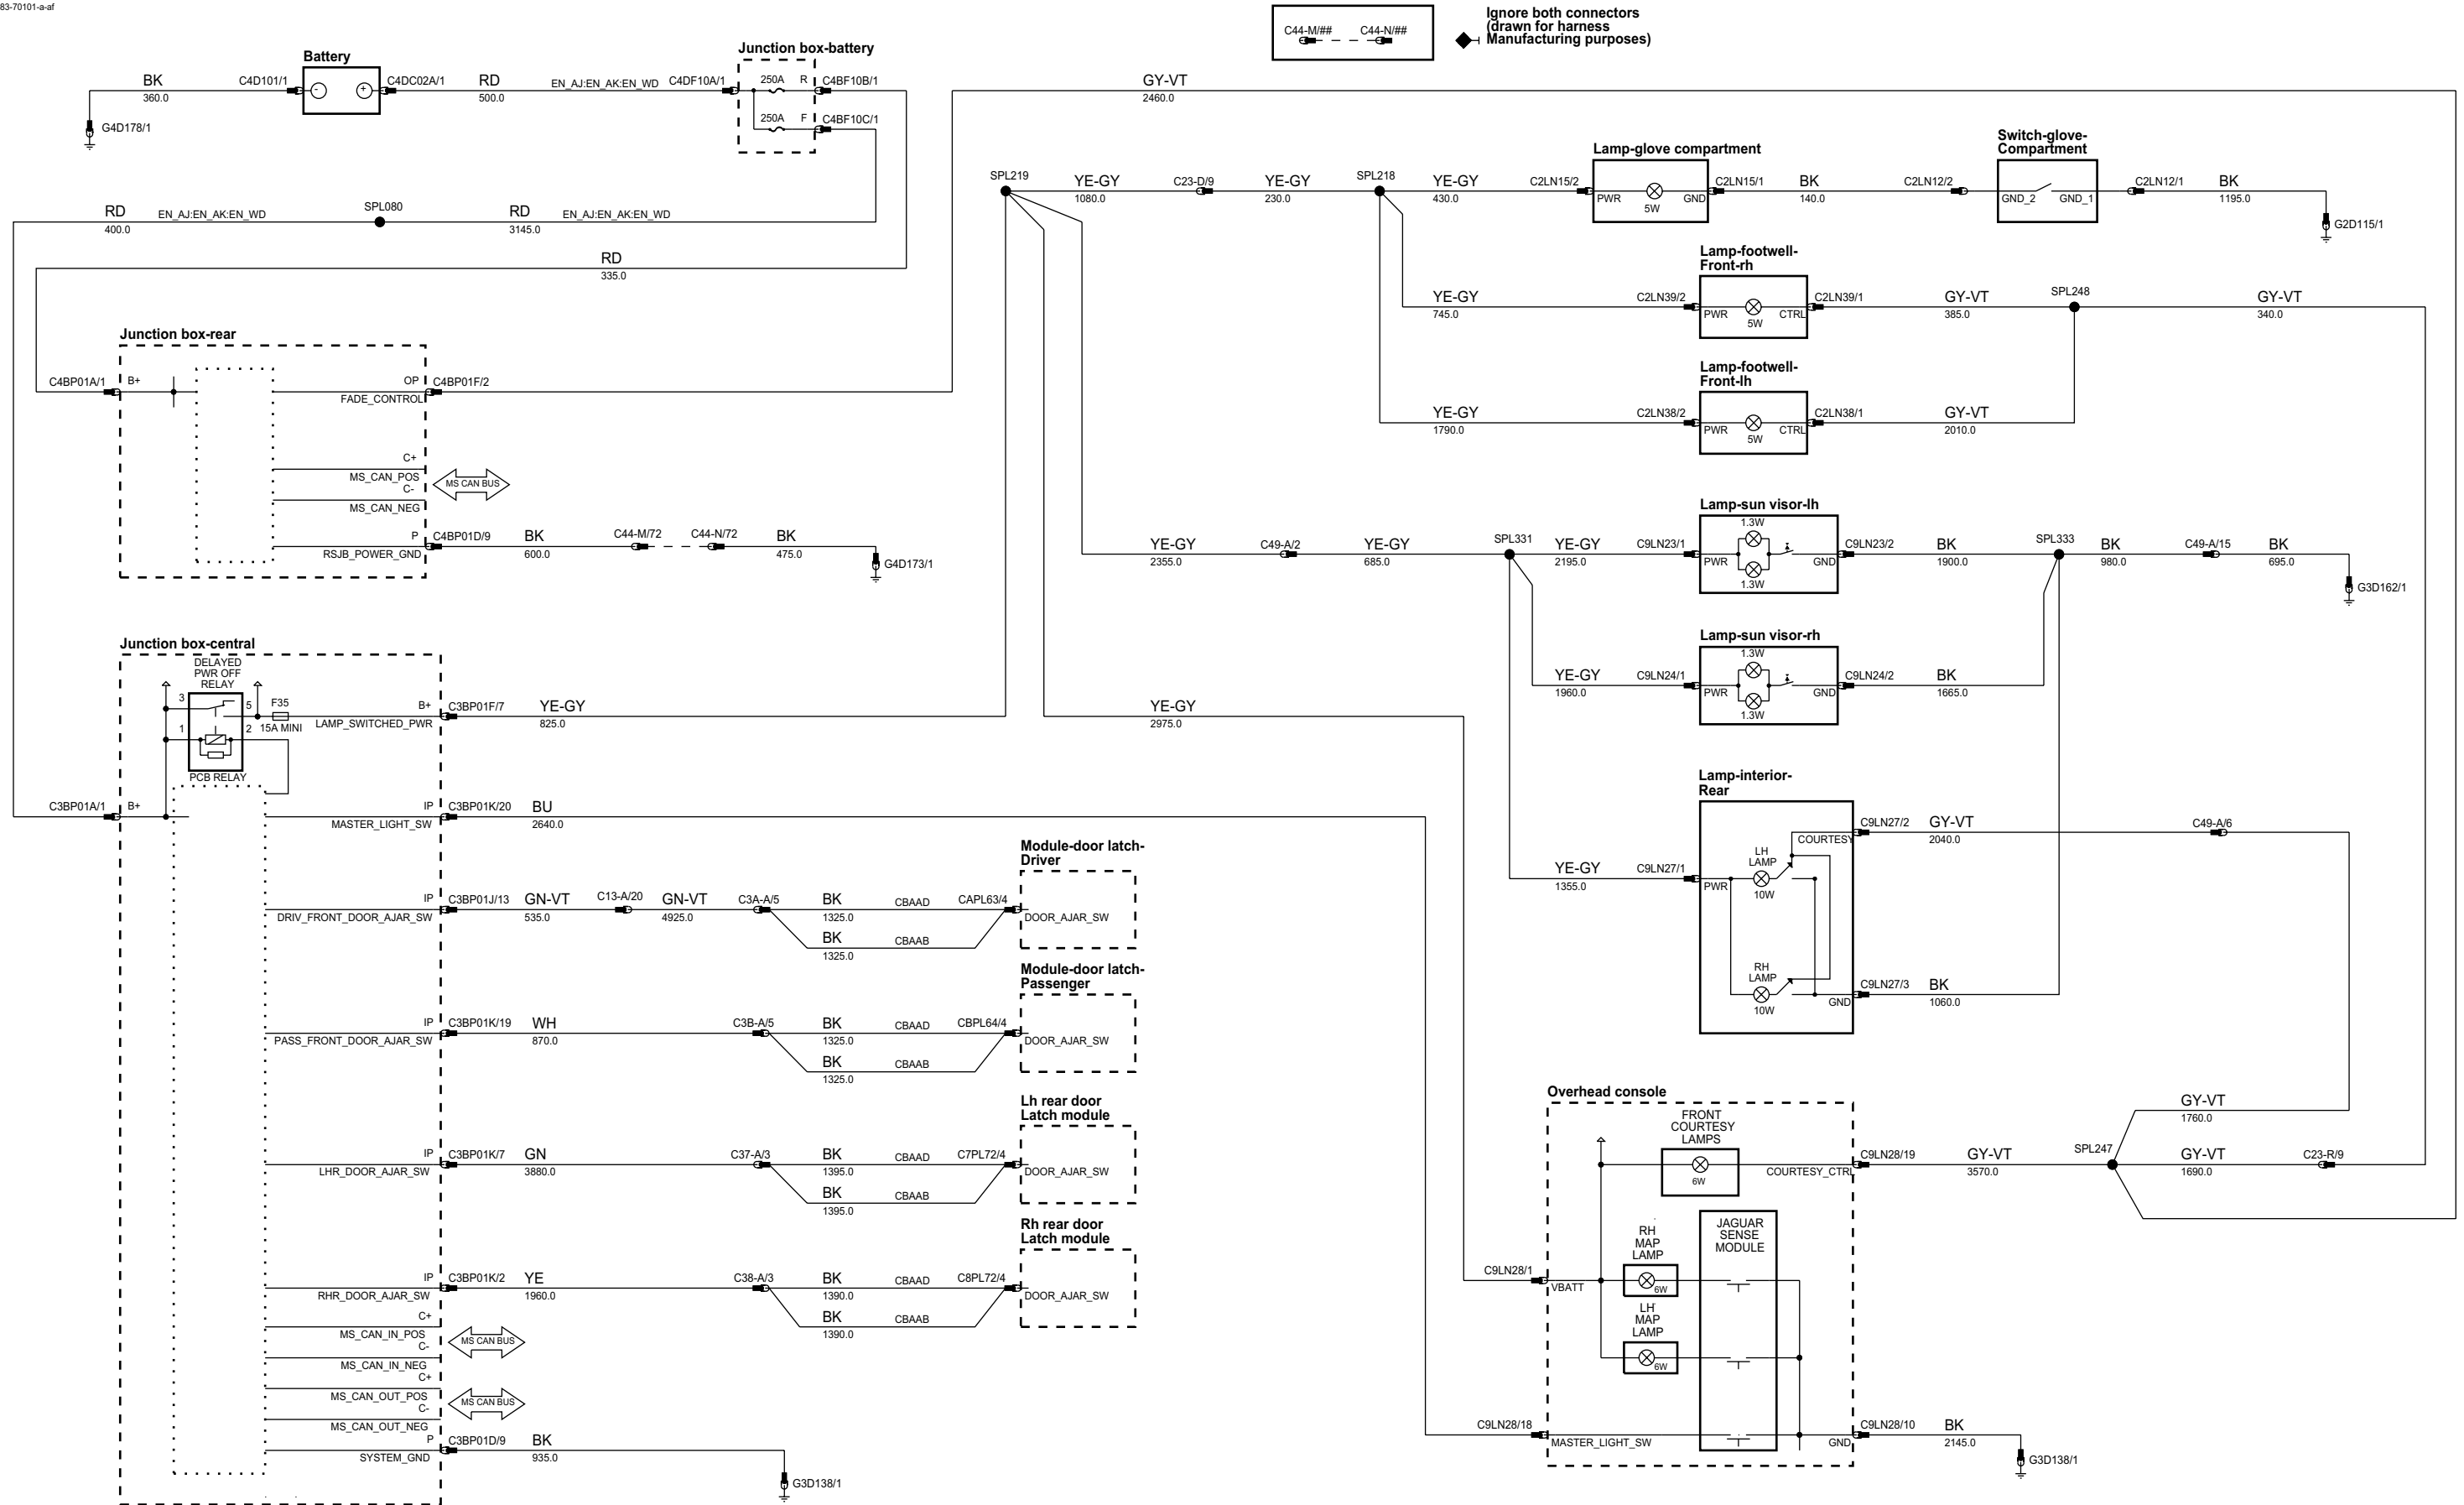 83-70101-a-af
C44-M/##
C44-N/##
Ignore both connectors
(drawn for harness
Manufacturing purposes)
Battery
Junction box-battery
BK
360.0
C4D101/1
-
+
C4DC02A/1
RD
500.0
EN_AJ:EN_AK:EN_WD
C4DF10A/1
250A
R
C4BF10B/1
250A
F
C4BF10C/1
G4D178/1
GY-VT
2460.0
RD
400.0
EN_AJ:EN_AK:EN_WD
SPL080
RD
3145.0
EN_AJ:EN_AK:EN_WD
RD
335.0
SPL219
YE-GY
1080.0
C23-D/9
YE-GY
230.0
SPL218
YE-GY
430.0
C2LN15/2
Lamp-glove compartment
PWR
5W
GND
C2LN15/1
BK
140.0
C2LN12/2
Switch-glove-
Compartment
GND_2
GND_1
C2LN12/1
BK
1195.0
G2D115/1
Lamp-footwell-
Front-rh
YE-GY
745.0
C2LN39/2
PWR
5W
CTRL
C2LN39/1
GY-VT
385.0
SPL248
GY-VT
340.0
Lamp-footwell-
Front-lh
YE-GY
1790.0
C2LN38/2
PWR
5W
CTRL
C2LN38/1
GY-VT
2010.0
Junction box-rear
C4BP01A/1
B+
OP
C4BP01F/2
FADE_CONTROL
C+
MS_CAN_POS
C-
MS_CAN_NEG
MS CAN BUS
P
C4BP01D/9
RSJB_POWER_GND
BK
600.0
C44-M/72
C44-N/72
BK
475.0
G4D173/1
YE-GY
2355.0
C49-A/2
YE-GY
685.0
SPL331
YE-GY
2195.0
C9LN23/1
Lamp-sun visor-lh
1.3W
PWR
GND
1.3W
C9LN23/2
BK
1900.0
SPL333
BK
980.0
C49-A/15
BK
695.0
G3D162/1
Lamp-sun visor-rh
YE-GY
1960.0
C9LN24/1
1.3W
PWR
GND
1.3W
C9LN24/2
BK
1665.0
Junction box-central
DELAYED
PWR OFF
RELAY
3
5
1
2
F35
15A MINI
PCB RELAY
B+
C3BP01F/7
LAMP_SWITCHED_PWR
YE-GY
825.0
YE-GY
2975.0
C3BP01A/1
B+
IP
C3BP01K/20
MASTER_LIGHT_SW
BU
2640.0
Lamp-interior-
Rear
YE-GY
1355.0
C9LN27/1
PWR
LH
LAMP
10W
COURTESY
C9LN27/2
GY-VT
2040.0
C49-A/6
RH
LAMP
10W
GND
C9LN27/3
BK
1060.0
Module-door latch-
Driver
IP
C3BP01J/13
DRIV_FRONT_DOOR_AJAR_SW
GN-VT
535.0
C13-A/20
GN-VT
4925.0
C3A-A/5
BK
1325.0
CBAAD
CAPL63/4
DOOR_AJAR_SW
BK
1325.0
CBAAB
Module-door latch-
Passenger
IP
C3BP01K/19
PASS_FRONT_DOOR_AJAR_SW
WH
870.0
C3B-A/5
BK
1325.0
CBAAD
CBPL64/4
DOOR_AJAR_SW
BK
1325.0
CBAAB
Lh rear door
Latch module
IP
C3BP01K/7
LHR_DOOR_AJAR_SW
GN
3880.0
C37-A/3
BK
1395.0
CBAAD
C7PL72/4
DOOR_AJAR_SW
BK
1395.0
CBAAB
Rh rear door
Latch module
IP
C3BP01K/2
RHR_DOOR_AJAR_SW
YE
1960.0
C38-A/3
BK
1390.0
CBAAD
C8PL72/4
DOOR_AJAR_SW
BK
1390.0
CBAAB
C+
MS_CAN_IN_POS
C-
MS_CAN_IN_NEG
MS CAN BUS
C+
MS_CAN_OUT_POS
C-
MS_CAN_OUT_NEG
MS CAN BUS
P
C3BP01D/9
SYSTEM_GND
BK
935.0
G3D138/1
Overhead console
FRONT
COURTESY
LAMPS
6W
COURTESY_CTRL
C9LN28/19
GY-VT
3570.0
SPL247
GY-VT
1760.0
GY-VT
1690.0
C23-R/9
RH
MAP
LAMP
6W
JAGUAR
SENSE
MODULE
C9LN28/1
VBATT
LH
MAP
LAMP
6W
C9LN28/18
MASTER_LIGHT_SW
GND
C9LN28/10
BK
2145.0
G3D138/1